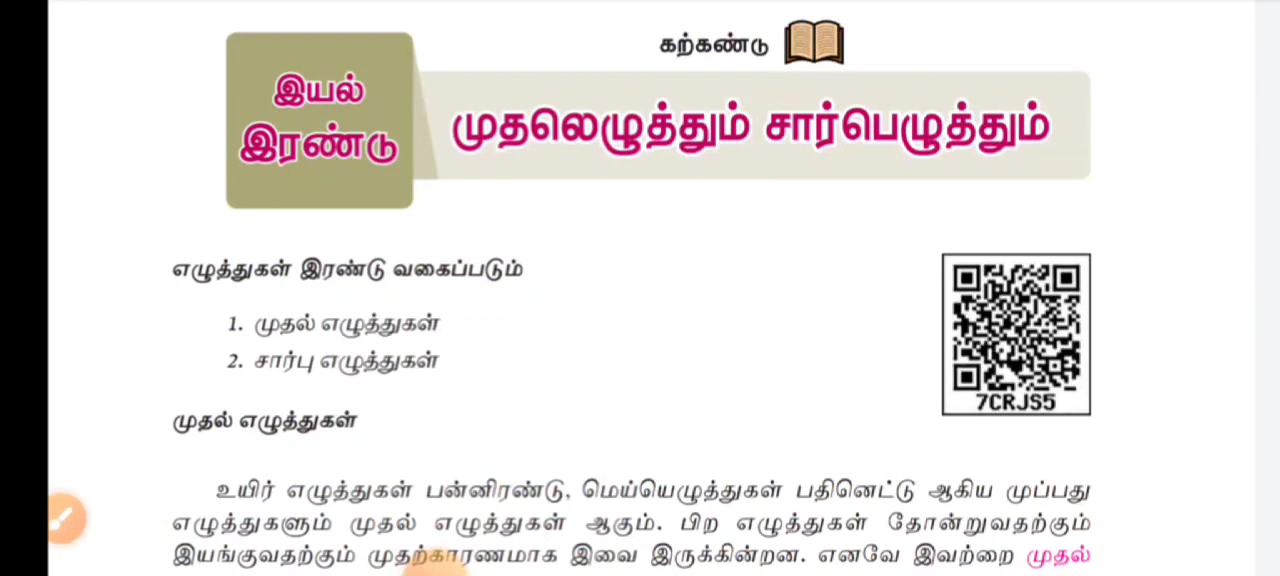 கற்கண்டு
இயல்
இரண்டு
முதலெழுத்தும் சார்பெழுத்தும்
எழுத்துகள் இரண்டு வகைப்படும்
1. முதல் எழுத்துகள்
2. சார்பு எழுத்துகள்
7CRJS5
முதல் எழுத்துகள்
உயிர் எழுத்துகள் பன்னிரண்டு, மெய்யெழுத்துகள் பதினெட்டு ஆகிய முப்பது
எழுத்துகளும் முதல் எழுத்துகள் ஆகும். பிற எழுத்துகள் தோன்றுவதற்கும்
இயங்குவதற்கும் முதற்காரணமாக இவை இருக்கின்றன. எனவே இவற்றை முதல்